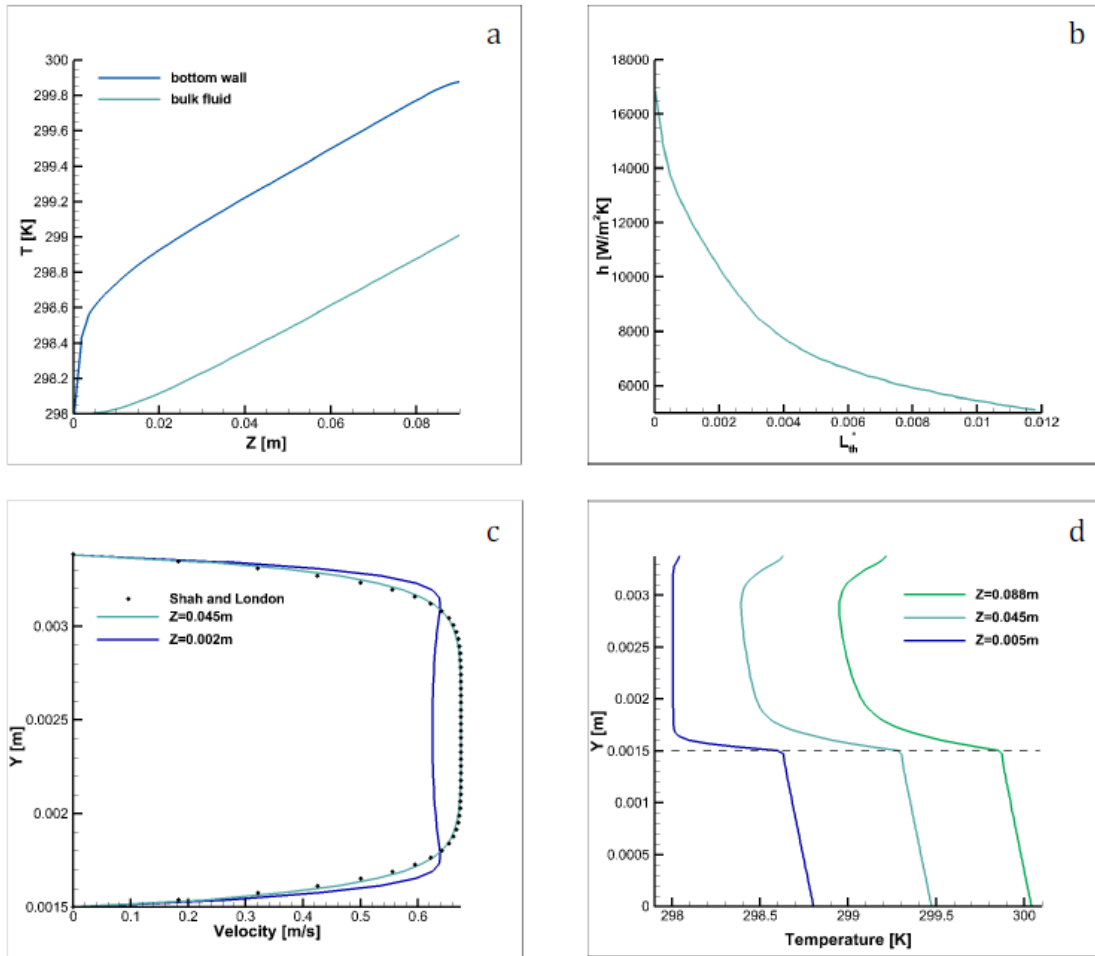 a
300
299.8
299.6
299.4
299.2
299
298.8
298.6
298.4
298.2
298
T [K]
bottom wall
bulk fluid
0
0.02
0.04
0.06
0.08
Z [m]
b
18000
16000
14000
12000
10000
8000
6000
h [W/m²K]
0
0.002
0.004
0.006
0.008
0.01
0.012
L*th
c
0.003
0.0025
0.002
0.0015
Y [m]
Shah and London
Z=0.045m
Z=0.002m
0
0.1
0.2
0.3
0.4
0.5
0.6
Velocity [m/s]
d
0.003
0.0025
0.002
0.0015
0.001
0.0005
0
Y [m]
Z=0.088m
Z=0.045m
Z=0.005m
298
298.5
299
299.5
300
Temperature [K]